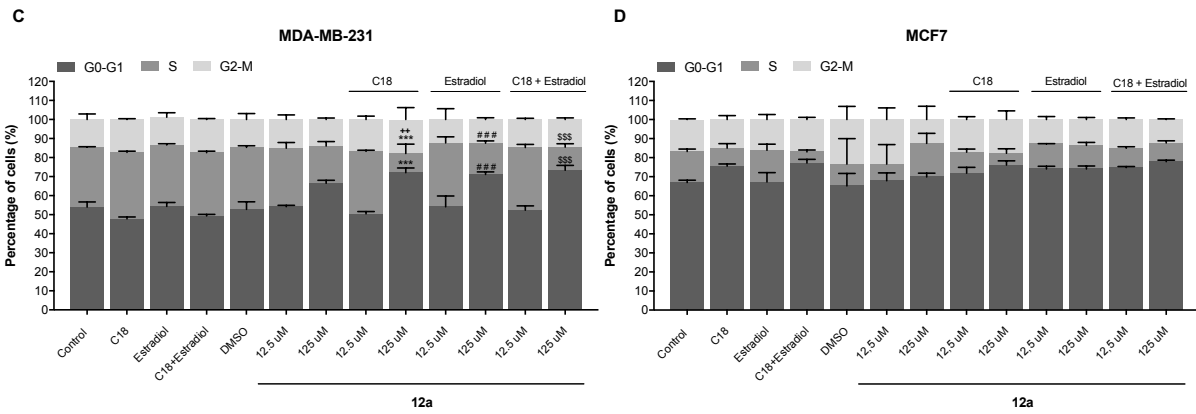 C
MDA-MB-231
G0-G1 S G2-M
C18
Estradiol
C18 + Estradiol
Percentage of cells (%)
120
110
100
90
80
70
60
50
40
30
20
10
0
++
***
***
# # #
# # #
$$$
$$$
Control
C18
Estradiol
C18+Estradiol
DMSO
12,5 uM
125 uM
12,5 uM
125 uM
12.5 uM
125 uM
12.5 uM
125 uM
12a
D
MCF7
G0-G1 S G2-M
C18
Estradiol
C18 + Estradiol
Percentage of cells (%)
120
110
100
90
80
70
60
50
40
30
20
10
0
Control
C18
Estradiol
C18+Estradiol
DMSO
12,5 uM
125 uM
12,5 uM
125 uM
12.5 uM
125 uM
12.5 uM
125 uM
12a